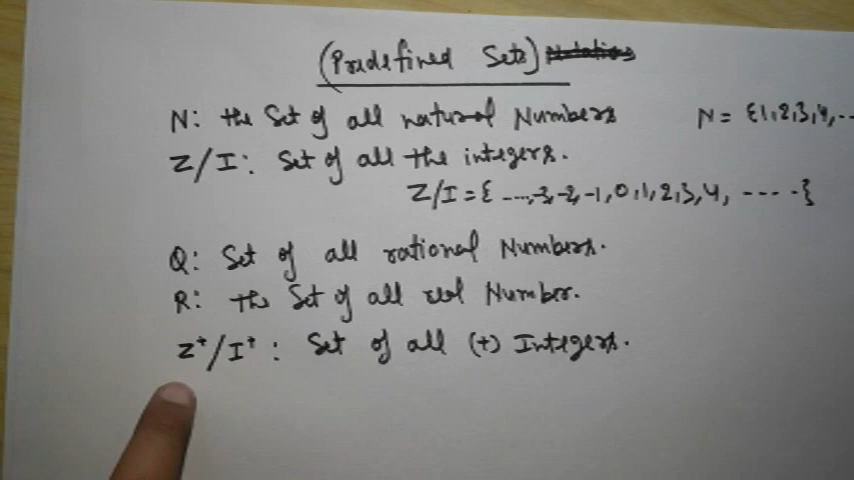 (Predefined Sets)
N: the Set of all natural Numbers N = {1,2,3,4, --
Z/I: Set of all the integers.
Z/I = { ---,-3,-2,-1,0,1,2,3,4, ---- }
Q: Set of all rational Numbers.
R: the Set of all real Number.
Z+/I+: Set of all (+) Integers.